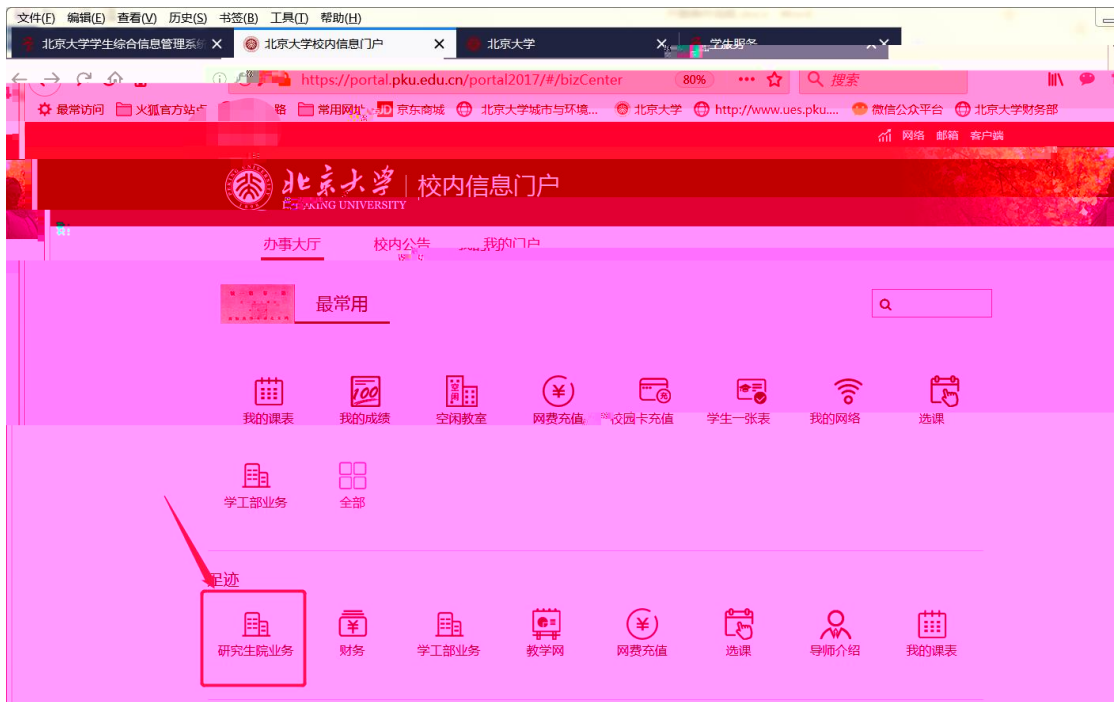 文件(F) 编辑(E) 查看(V) 历史(S) 书签(B) 工具(T) 帮助(H)
北京大学学生综合信息管理系统 北京大学校内信息门户 北京大学 学生服务
https://portal.pku.edu.cn/portal2017/#/bizCenter 80% 搜索
最常访问 火狐官方站点 常用网址 京东商城 北京大学城市与环境... 北京大学 http://www.ues.pku.... 微信公众平台 北京大学财务部
网络 邮箱 客户端
北京大学 校内信息门户
PEKING UNIVERSITY
办事大厅 校内公告 我的门户
最常用
我的课表 我的成绩 空闲教室 网费充值 校园卡充值 学生一张表 我的网络 选课
学工部业务 全部
足迹
研究生院业务 财务 学工部业务 教学网 网费充值 选课 导师介绍 我的课表